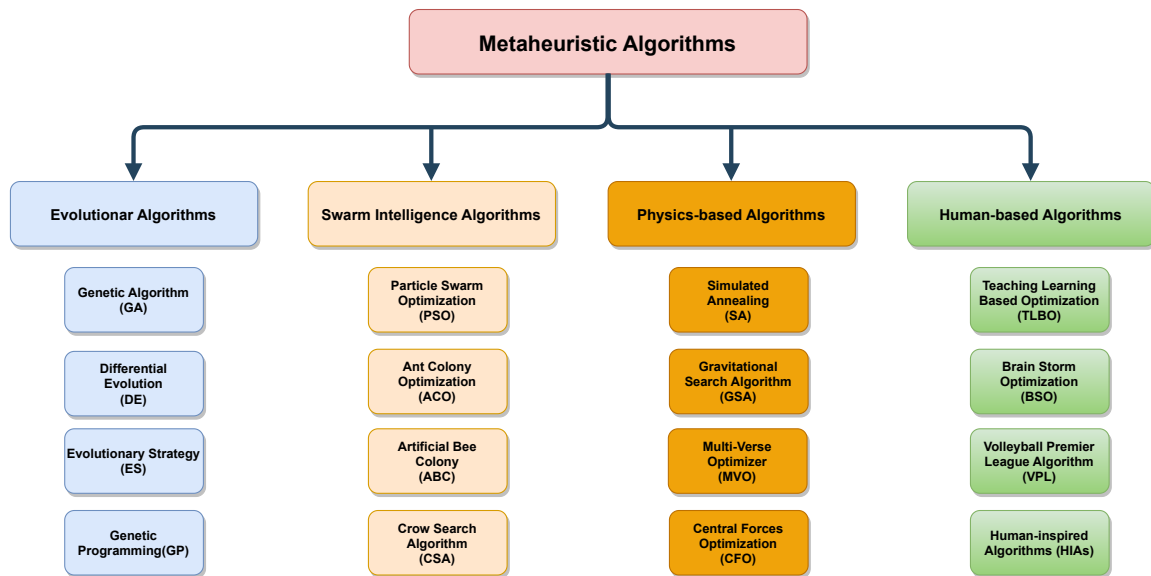 Metaheuristic Algorithms
Evolutionar Algorithms
Swarm Intelligence Algorithms
Physics-based Algorithms
Human-based Algorithms
Genetic Algorithm
(GA)
Particle Swarm
Optimization
(PSO)
Simulated
Annealing
(SA)
Teaching Learning
Based Optimization
(TLBO)
Differential
Evolution
(DE)
Ant Colony
Optimization
(ACO)
Gravitational
Search Algorithm
(GSA)
Brain Storm
Optimization
(BSO)
Evolutionary Strategy
(ES)
Artificial Bee
Colony
(ABC)
Multi-Verse
Optimizer
(MVO)
Volleyball Premier
League Algorithm
(VPL)
Genetic
Programming(GP)
Crow Search
Algorithm
(CSA)
Central Forces
Optimization
(CFO)
Human-inspired
Algorithms (HIAs)